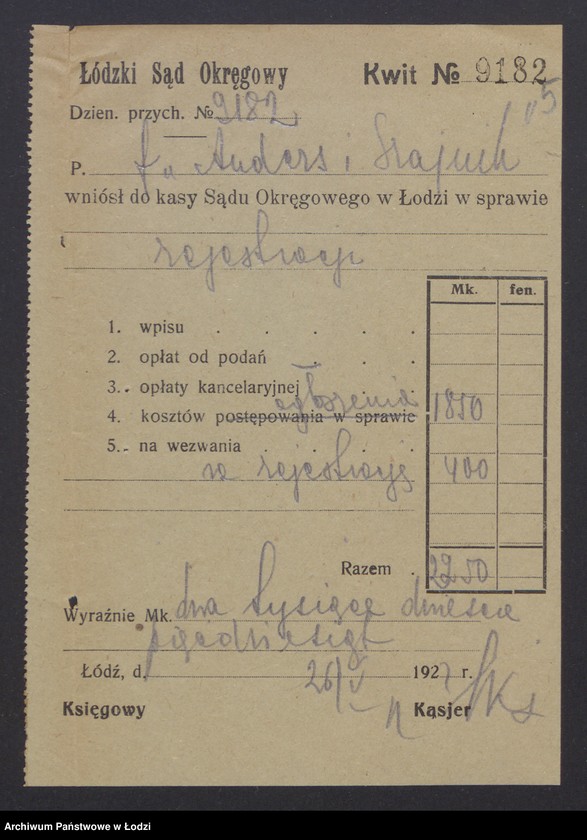 Łódzki Sąd Okręgowy Kwit № 9182
Dzien. przych. № 9182
P. Anders i
wniósł do kasy Sądu Okręgowego w Łodzi w sprawie
rejestracji
Mk. fen.
1. wpisu . . . . .
2. opłat od podań . . .
3. opłaty kancelaryjnej . . .
ogłoszenia
4. kosztów postępowania w sprawie 1850
5. na wezwania . . . .
za rejestrację 400
Razem . 2250
Wyraźnie Mk. dwa tysiące dwieście
pięćdziesiąt
Łódź, d. 26/V 192 r.
Księgowy Kasjer
Archiwum Państwowe w Łodzi